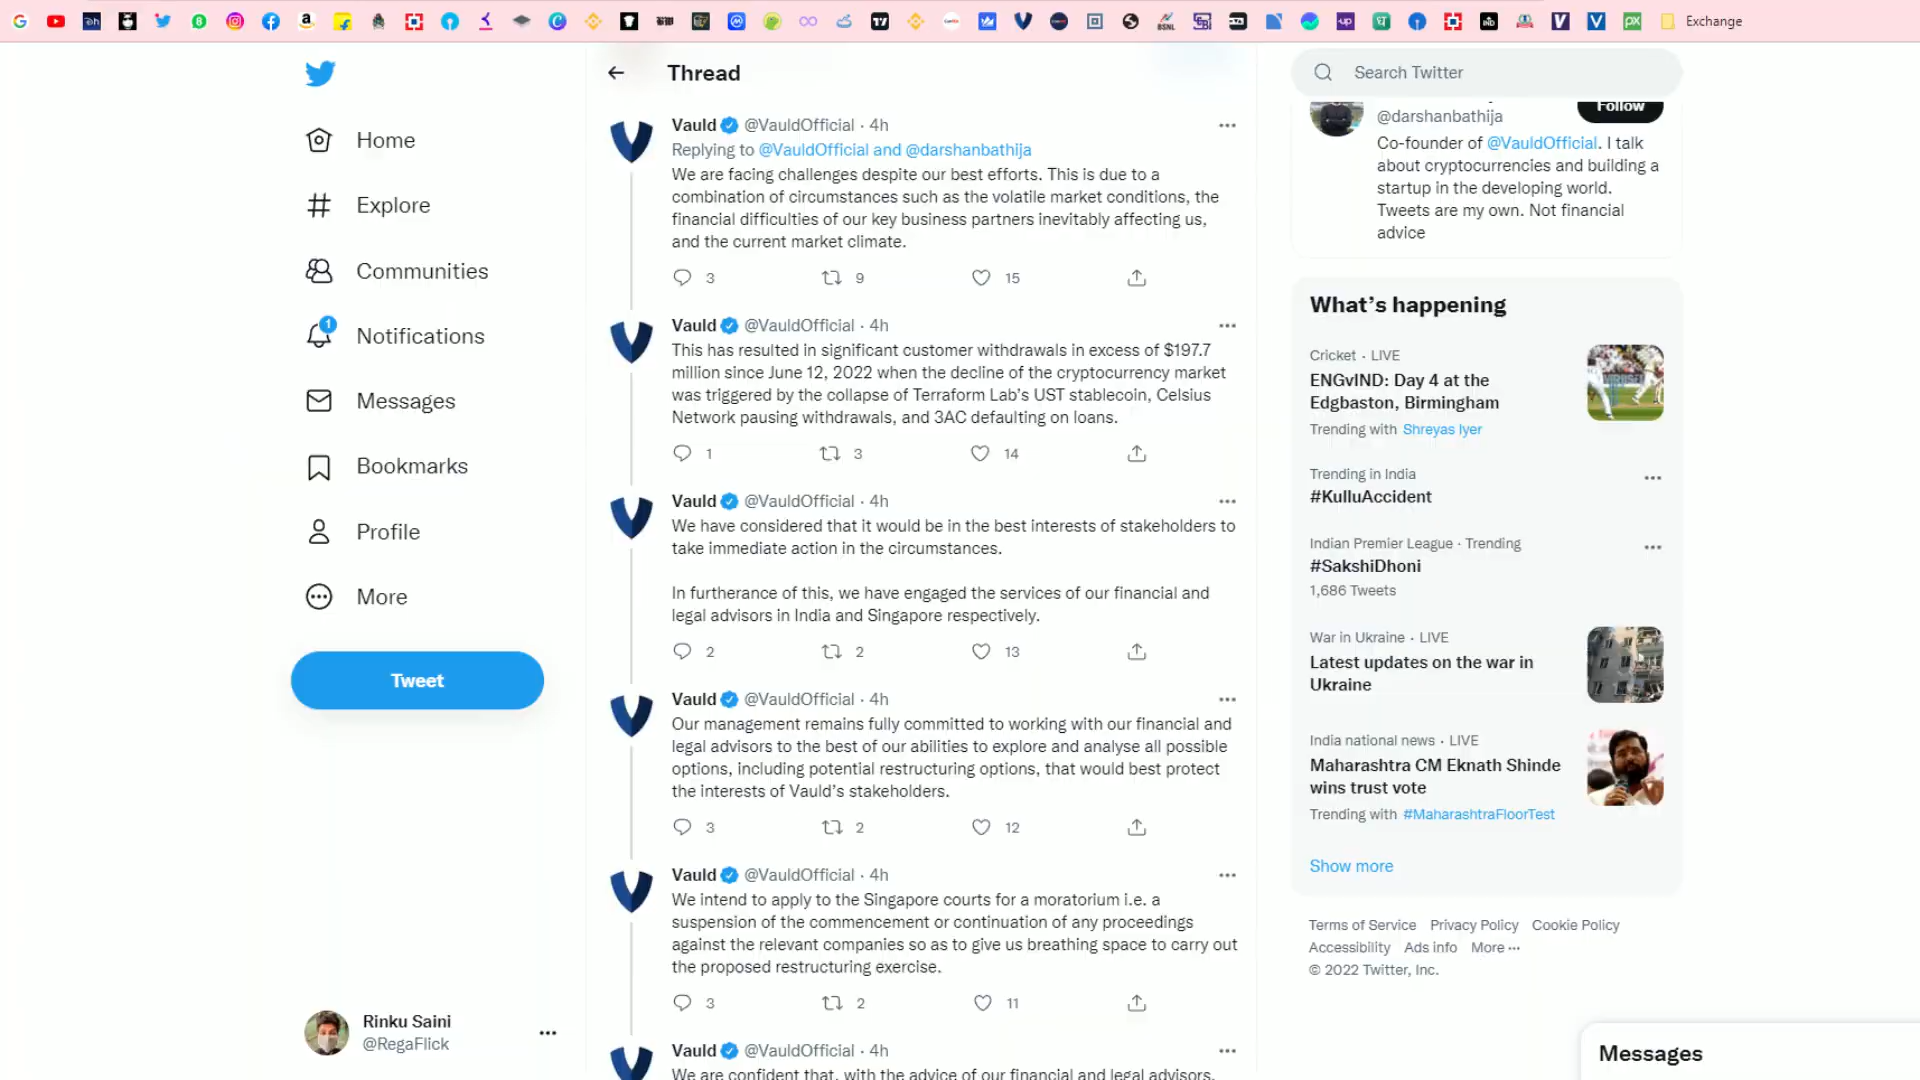 Exchange
Home
Explore
Communities
1
Notifications
Messages
Bookmarks
Profile
More
Tweet
Rinku Saini
@RegaFlick
Thread
Vauld @VauldOfficial · 4h
Replying to @VauldOfficial and @darshanbathija
We are facing challenges despite our best efforts. This is due to a
combination of circumstances such as the volatile market conditions, the
financial difficulties of our key business partners inevitably affecting us,
and the current market climate.
3 9 15
Vauld @VauldOfficial · 4h
This has resulted in significant customer withdrawals in excess of $197.7
million since June 12, 2022 when the decline of the cryptocurrency market
was triggered by the collapse of Terraform Lab's UST stablecoin, Celsius
Network pausing withdrawals, and 3AC defaulting on loans.
1 3 14
Vauld @VauldOfficial · 4h
We have considered that it would be in the best interests of stakeholders to
take immediate action in the circumstances.
In furtherance of this, we have engaged the services of our financial and
legal advisors in India and Singapore respectively.
2 2 13
Vauld @VauldOfficial · 4h
Our management remains fully committed to working with our financial and
legal advisors to the best of our abilities to explore and analyse all possible
options, including potential restructuring options, that would best protect
the interests of Vauld's stakeholders.
3 2 12
Vauld @VauldOfficial · 4h
We intend to apply to the Singapore courts for a moratorium i.e. a
suspension of the commencement or continuation of any proceedings
against the relevant companies so as to give us breathing space to carry out
the proposed restructuring exercise.
3 2 11
Vauld @VauldOfficial · 4h
We are confident that, with the advice of our financial and legal advisors,
Search Twitter
@darshanbathija
Follow
Co-founder of @VauldOfficial. I talk
about cryptocurrencies and building a
startup in the developing world.
Tweets are my own. Not financial
advice
What's happening
Cricket · LIVE
ENGvIND: Day 4 at the
Edgbaston, Birmingham
Trending with Shreyas Iyer
Trending in India
#KulluAccident
Indian Premier League · Trending
#SakshiDhoni
1,686 Tweets
War in Ukraine · LIVE
Latest updates on the war in
Ukraine
India national news · LIVE
Maharashtra CM Eknath Shinde
wins trust vote
Trending with #MaharashtraFloorTest
Show more
Terms of Service Privacy Policy Cookie Policy
Accessibility Ads info More ···
© 2022 Twitter, Inc.
Messages